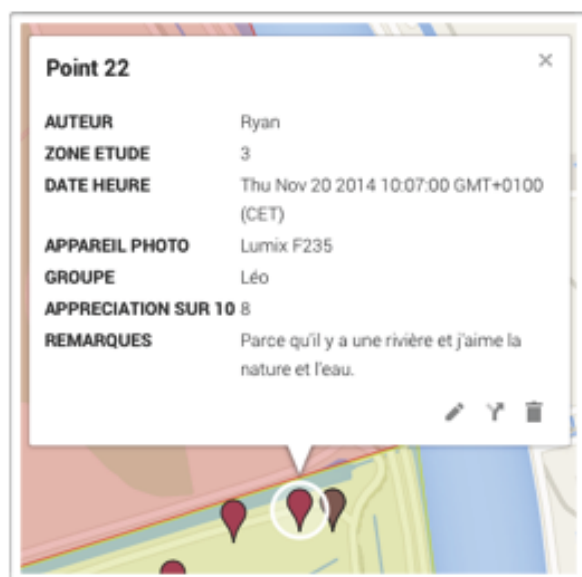 Point 22
AUTEUR Ryan
ZONE ETUDE 3
DATE HEURE Thu Nov 20 2014 10:07:00 GMT+0100
(CET)
APPAREIL PHOTO Lumix F235
GROUPE Léo
APPRECIATION SUR 10 8
REMARQUES Parce qu'il y a une rivière et j'aime la
nature et l'eau.